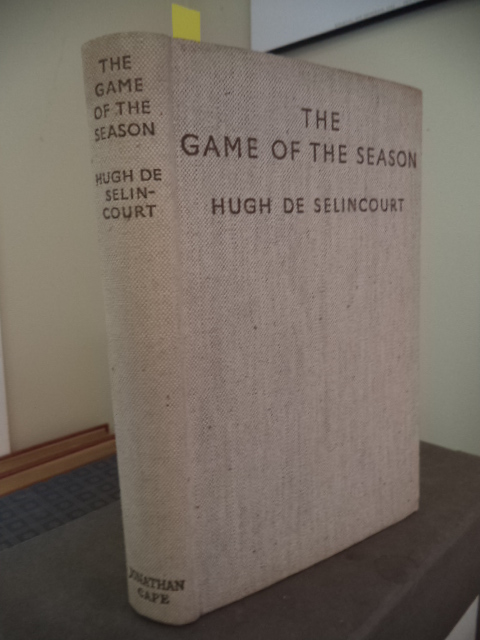 THE
GAME
OF THE
SEASON
HUGH DE
SELIN-
COURT
JONATHAN
CAPE
THE
GAME OF THE SEASON
HUGH DE SELINCOURT